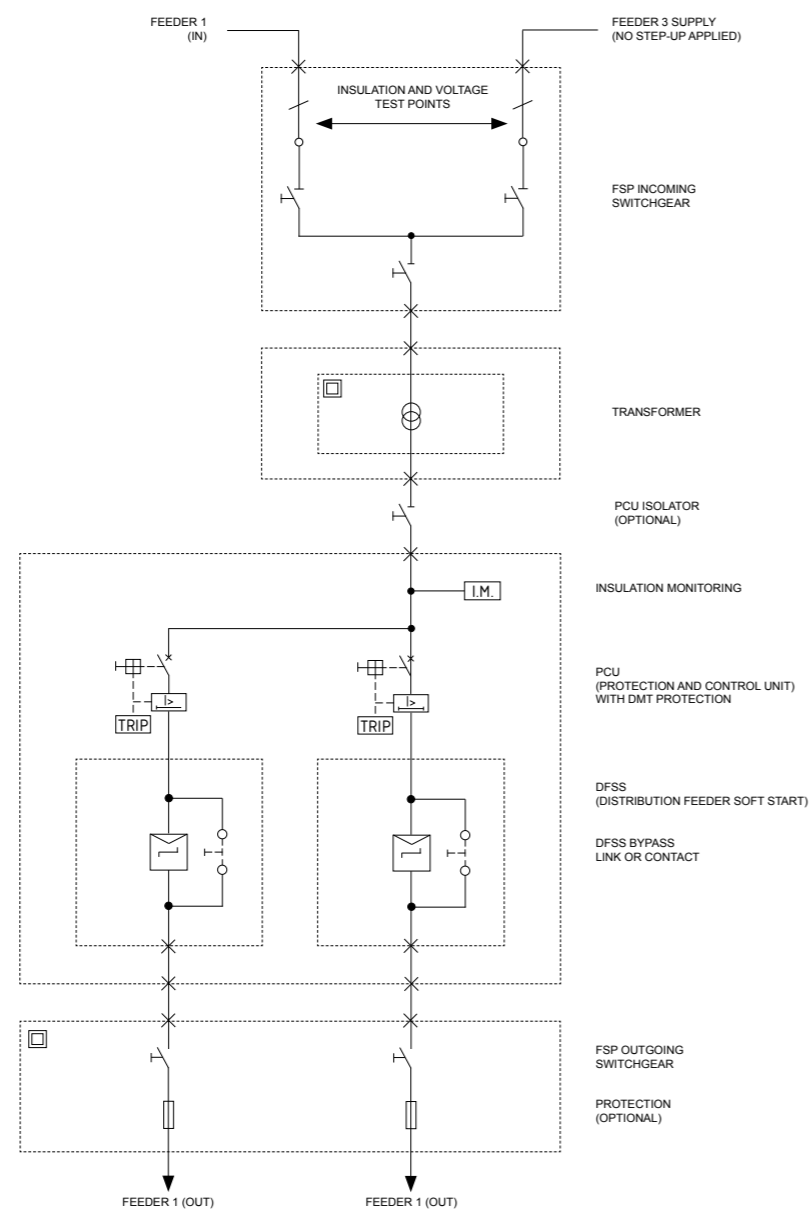 FEEDER 1
(IN)
FEEDER 3 SUPPLY
(NO STEP-UP APPLIED)
INSULATION AND VOLTAGE
TEST POINTS
FSP INCOMING
SWITCHGEAR
TRANSFORMER
PCU ISOLATOR
(OPTIONAL)
I.M.
INSULATION MONITORING
PCU
(PROTECTION AND CONTROL UNIT)
WITH DMT PROTECTION
I>
I>
TRIP
TRIP
DFSS
(DISTRIBUTION FEEDER SOFT START)
DFSS BYPASS
LINK OR CONTACT
FSP OUTGOING
SWITCHGEAR
PROTECTION
(OPTIONAL)
FEEDER 1 (OUT)
FEEDER 1 (OUT)